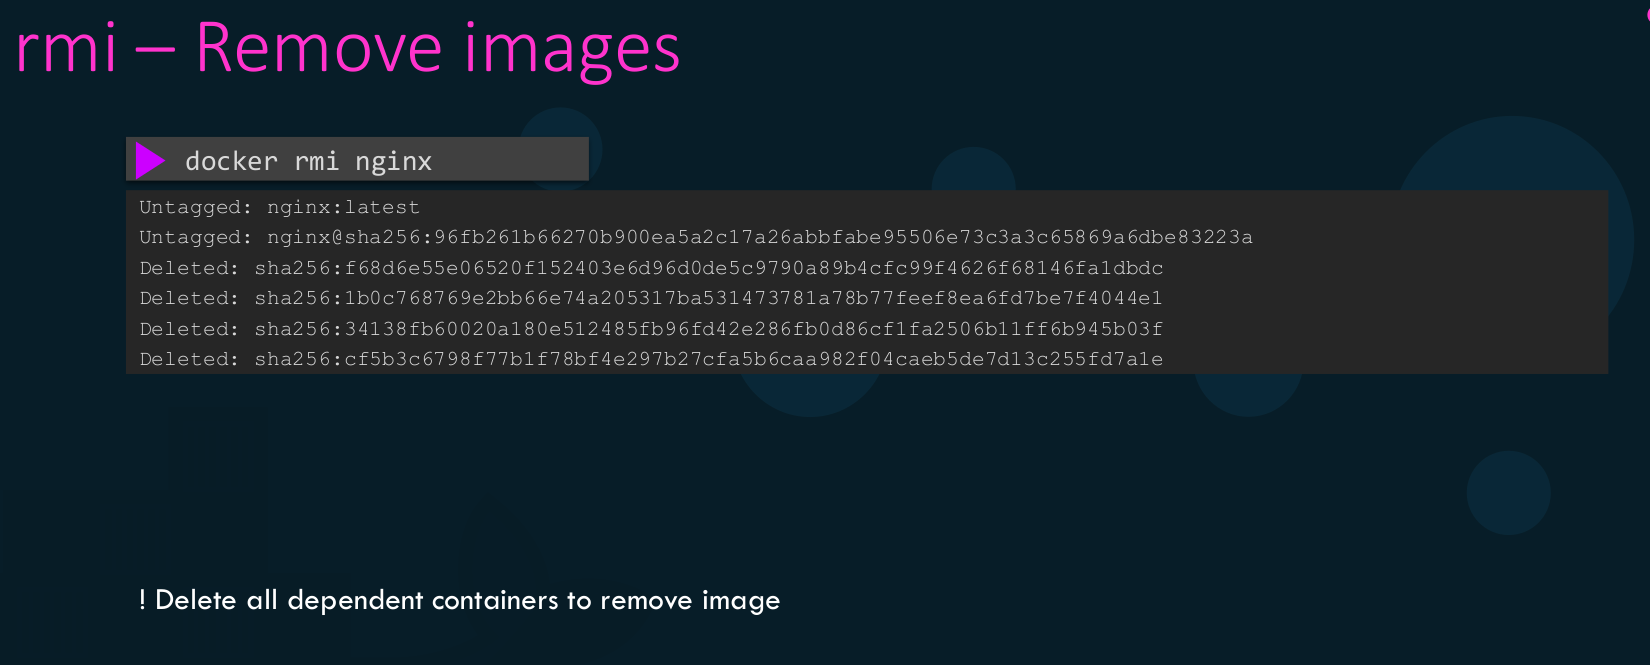 rmi – Remove images
docker rmi nginx
Untagged: nginx:latest
Untagged: nginx@sha256:96fb261b66270b900ea5a2c17a26abbfabe95506e73c3a3c65869a6dbe83223a
Deleted: sha256:f68d6e55e06520f152403e6d96d0de5c9790a89b4cfc99f4626f68146fa1dbdc
Deleted: sha256:1b0c768769e2bb66e74a205317ba531473781a78b77feef8ea6fd7be7f4044e1
Deleted: sha256:34138fb60020a180e512485fb96fd42e286fb0d86cf1fa2506b11ff6b945b03f
Deleted: sha256:cf5b3c6798f77b1f78bf4e297b27cfa5b6caa982f04caeb5de7d13c255fd7a1e
! Delete all dependent containers to remove image